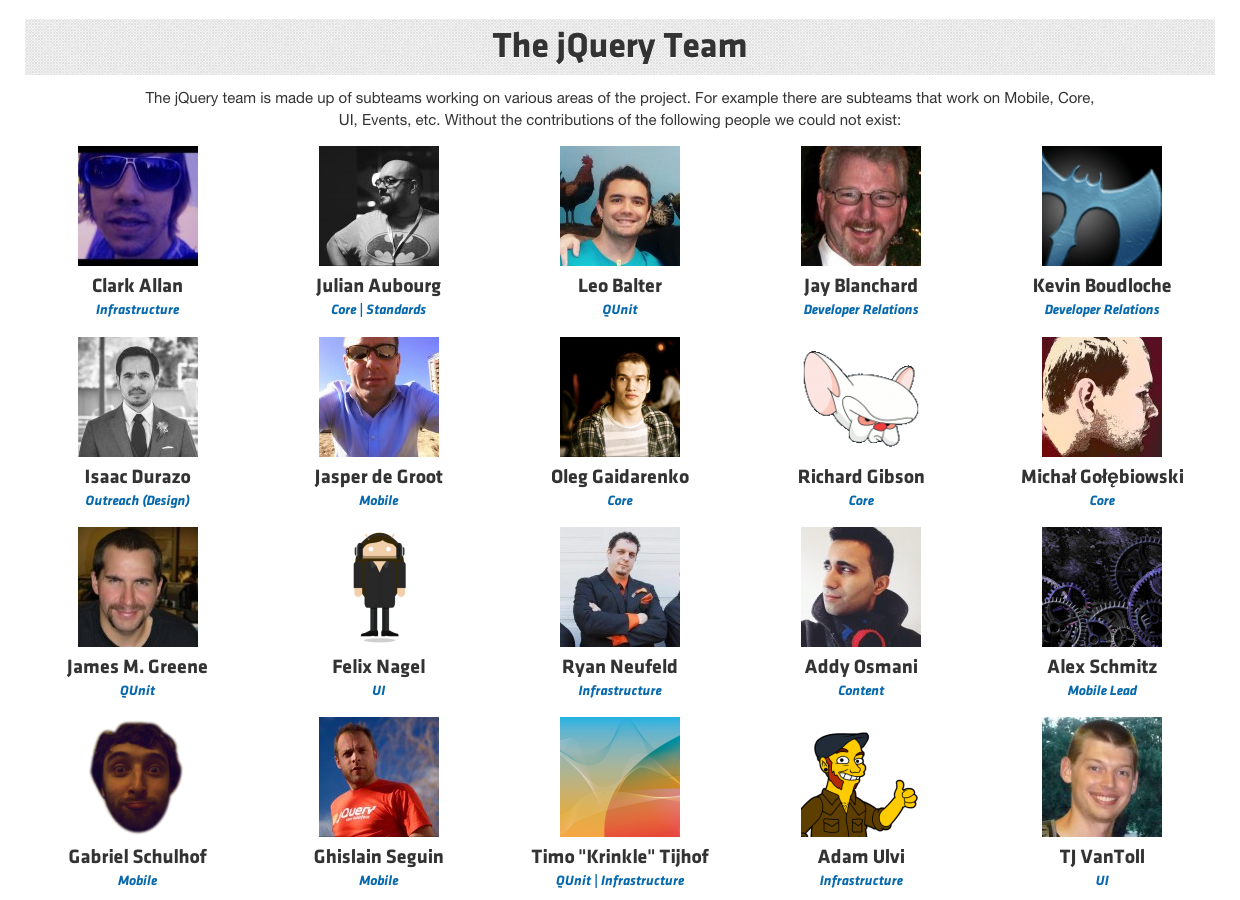 The jQuery Team
The jQuery team is made up of subteams working on various areas of the project. For example there are subteams that work on Mobile, Core,
UI, Events, etc. Without the contributions of the following people we could not exist:
Clark Allan
Infrastructure
Julian Aubourg
Core | Standards
Leo Balter
QUnit
Jay Blanchard
Developer Relations
Kevin Boudloche
Developer Relations
Isaac Durazo
Outreach (Design)
Jasper de Groot
Mobile
Oleg Gaidarenko
Core
Richard Gibson
Core
Michał Gołębiowski
Core
James M. Greene
QUnit
Felix Nagel
UI
Ryan Neufeld
Infrastructure
Addy Osmani
Content
Alex Schmitz
Mobile Lead
jQuery
Gabriel Schulhof
Mobile
Ghislain Seguin
Mobile
Timo "Krinkle" Tijhof
QUnit | Infrastructure
Adam Ulvi
Infrastructure
TJ VanToll
UI